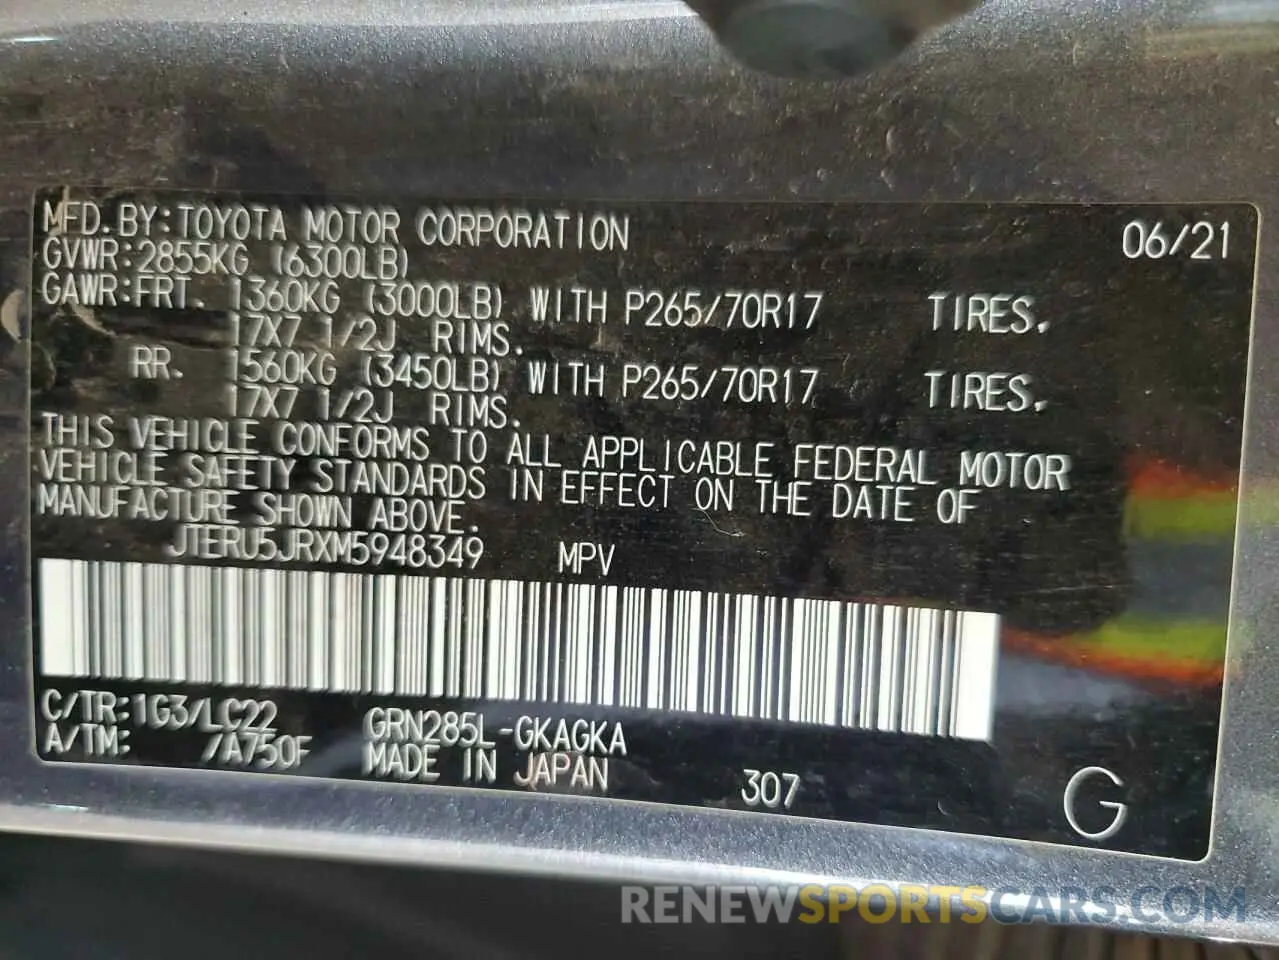 MFD.BY:TOYOTA MOTOR CORPORATION 06/21
GVWR:2855KG (6300LB)
GAWR:FRT. 1360KG (3000LB) WITH P265/70R17 TIRES.
17X7 1/2J RIMS.
RR. 1560KG (3450LB) WITH P265/70R17 TIRES.
17X7 1/2J RIMS.
THIS VEHICLE CONFORMS TO ALL APPLICABLE FEDERAL MOTOR
VEHICLE SAFETY STANDARDS IN EFFECT ON THE DATE OF
MANUFACTURE SHOWN ABOVE.
JTERU5JRXM5948349 MPV
C/TR:1G3/LC22 GRN285L-GKAGKA
A/TM: /A750F MADE IN JAPAN 307 G
RENEWSPORTSCARS.COM